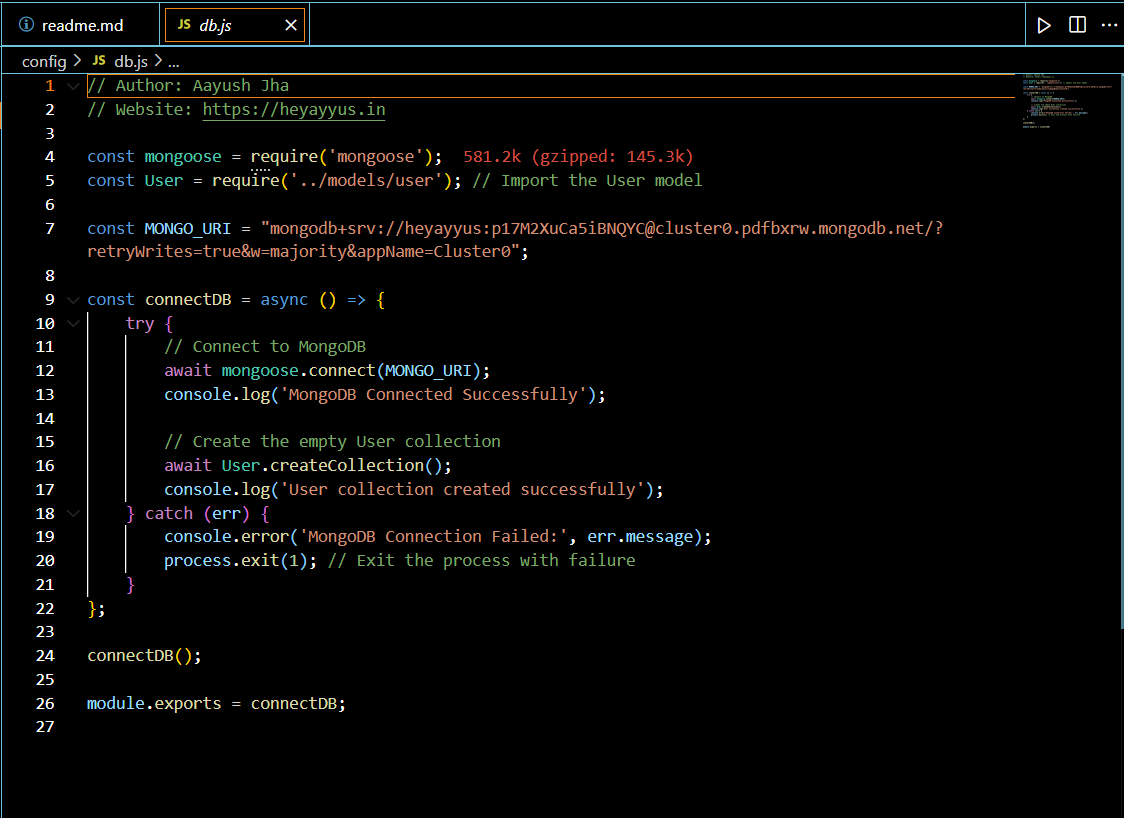 readme.md
JS db.js
config > JS db.js > ...
1 // Author: Aayush Jha
2 // Website: https://heyayyus.in
3
4 const mongoose = require('mongoose'); 581.2k (gzipped: 145.3k)
5 const User = require('../models/user'); // Import the User model
6
7 const MONGO_URI = "mongodb+srv://heyayyus:p17M2XuCa5iBNQYC@cluster0.pdfbxrw.mongodb.net/?
retryWrites=true&w=majority&appName=Cluster0";
8
9 const connectDB = async () => {
10 try {
11 // Connect to MongoDB
12 await mongoose.connect(MONGO_URI);
13 console.log('MongoDB Connected Successfully');
14
15 // Create the empty User collection
16 await User.createCollection();
17 console.log('User collection created successfully');
18 } catch (err) {
19 console.error('MongoDB Connection Failed:', err.message);
20 process.exit(1); // Exit the process with failure
21 }
22 };
23
24 connectDB();
25
26 module.exports = connectDB;
27